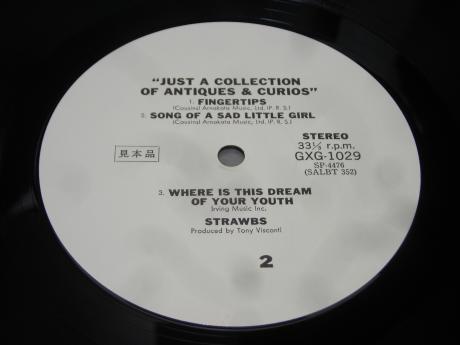 "JUST A COLLECTION
OF ANTIQUES & CURIOS"
1. FINGERTIPS
(Cousins) Amakata Music, Ltd. (P. R. S.)
2. SONG OF A SAD LITTLE GIRL
(Cousins) Amakata Music, Ltd. (P. R. S.)
見本品
STEREO
33⅓ r.p.m.
GXG-1029
SP-4476
(SALBT 352)
3. WHERE IS THIS DREAM
OF YOUR YOUTH
Irving Music Inc.
STRAWBS
Produced by Tony Visconti
2